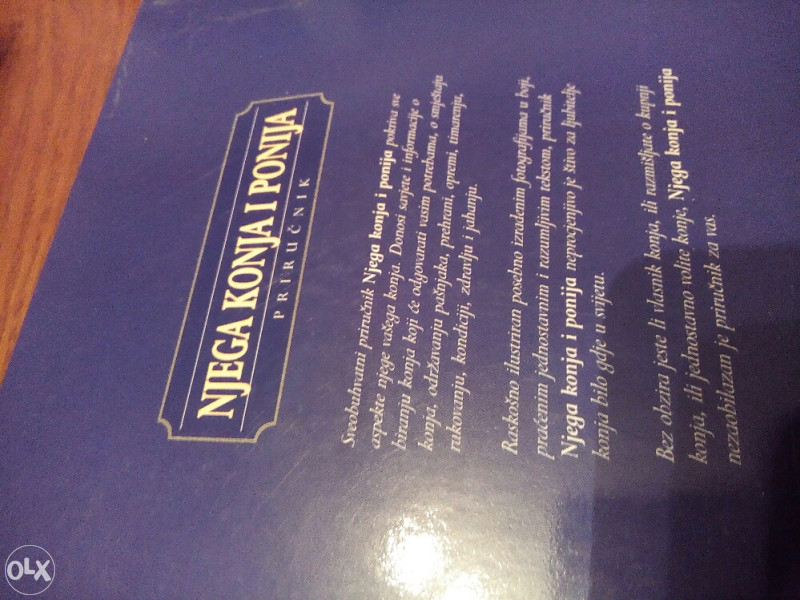 NJEGA KONJA I PONIJA
PRIRUČNIK
Sveobuhvatni priručnik Njega konja i ponija pokriva sve
aspekte njege vašega konja. Donosi savjete i informacije o
biranju konja koji će odgovarati vašim potrebama, o smještaju
konja, održavanju pašnjaka, prehrani, opremi, timarenju,
rukovanju, kondiciji, zdravlju i jahanju.
Raskošno ilustriran posebno izrađenim fotografijama u boji,
praćenim jednostavnim i razumljivim tekstom, priručnik
Njega konja i ponija neprocjenjivo je štivo za ljubitelje
konja bilo gdje u svijetu.
Bez obzira jeste li vlasnik konja, ili razmišljate o kupnji
konja, ili jednostavno volite konje, Njega konja i ponija
nezaobilazan je priručnik za vas.
OLX